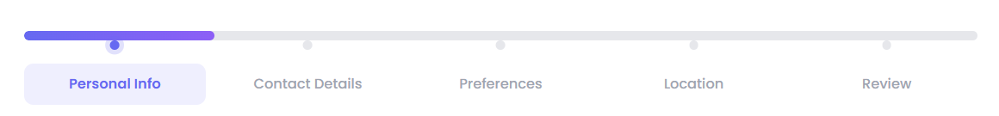 Personal Info
Contact Details
Preferences
Location
Review